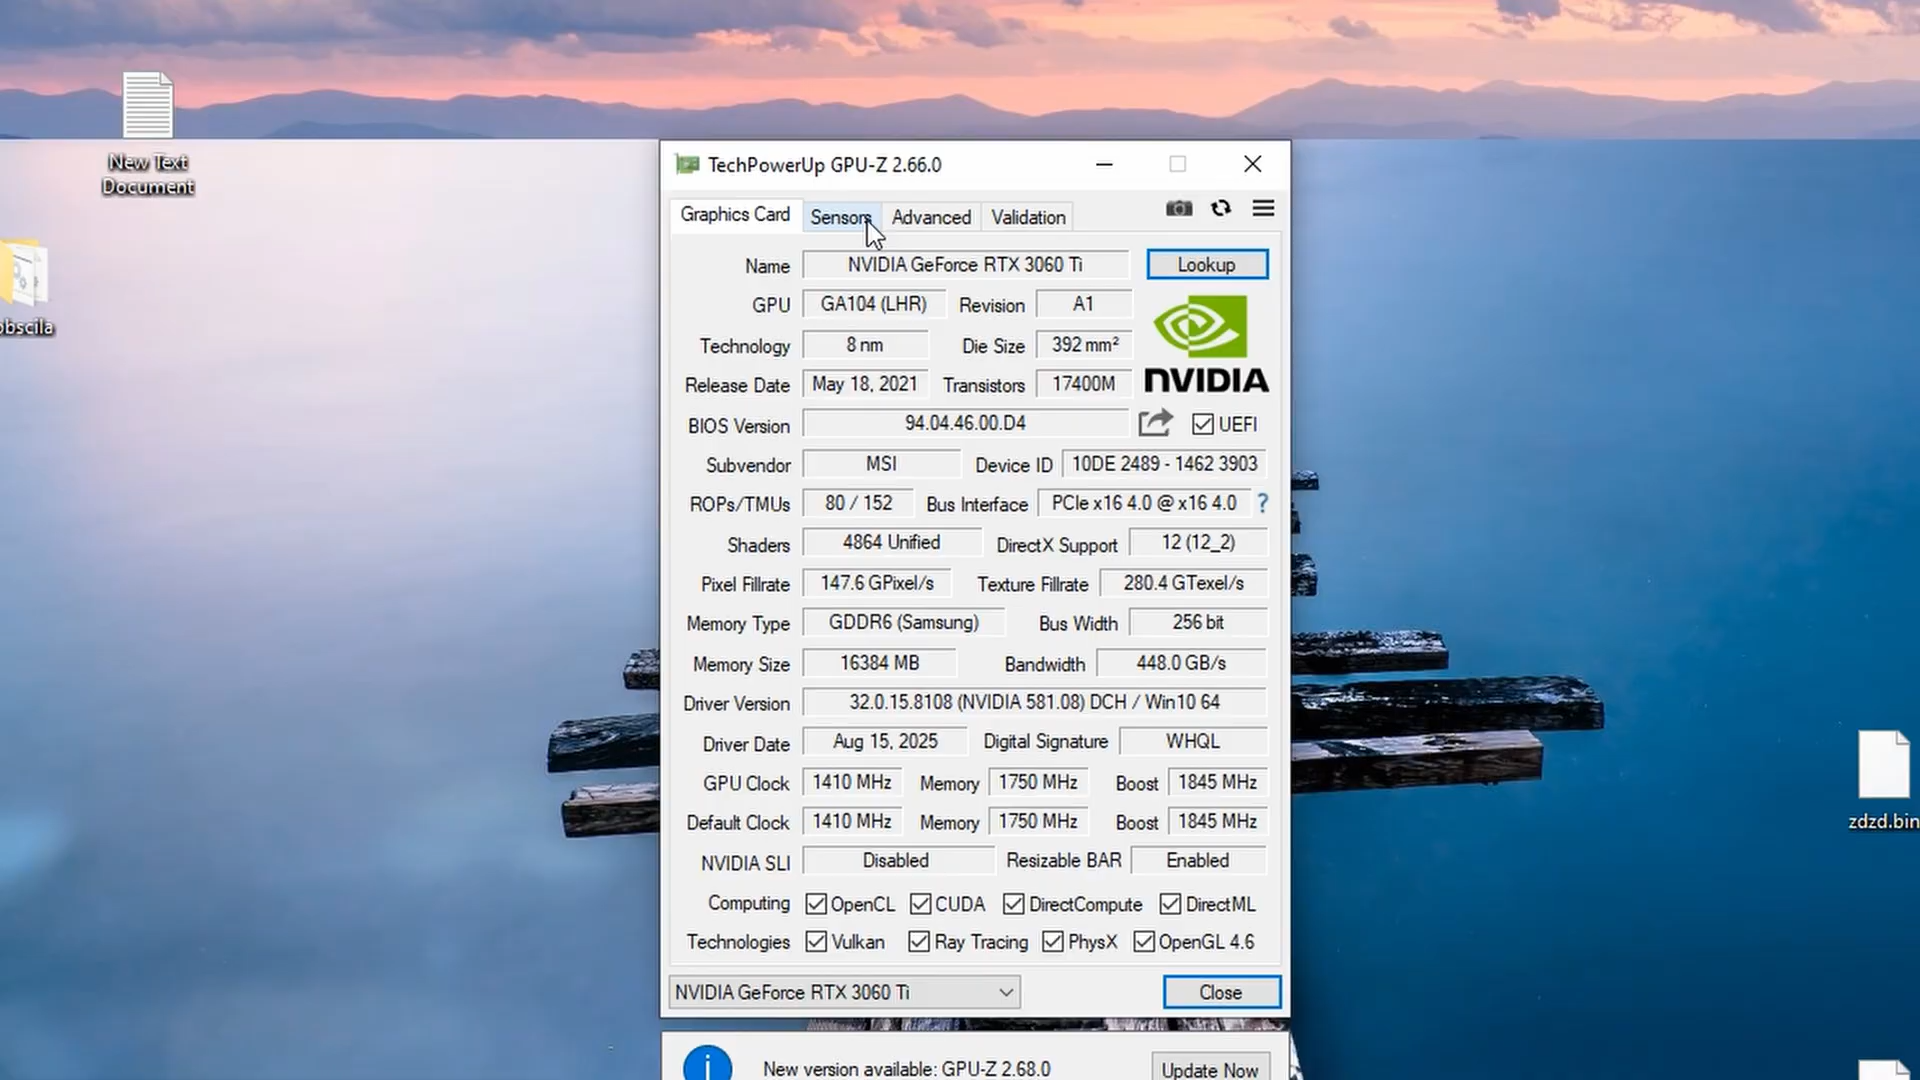 New Text
Document
obscila
TechPowerUp GPU-Z 2.66.0
Graphics Card Sensors Advanced Validation
Name NVIDIA GeForce RTX 3060 Ti Lookup
GPU GA104 (LHR) Revision A1
Technology 8 nm Die Size 392 mm²
Release Date May 18, 2021 Transistors 17400M
NVIDIA
BIOS Version 94.04.46.00.D4 UEFI
Subvendor MSI Device ID 10DE 2489 - 1462 3903
ROPs/TMUs 80 / 152 Bus Interface PCIe x16 4.0 @ x16 4.0 ?
Shaders 4864 Unified DirectX Support 12 (12_2)
Pixel Fillrate 147.6 GPixel/s Texture Fillrate 280.4 GTexel/s
Memory Type GDDR6 (Samsung) Bus Width 256 bit
Memory Size 16384 MB Bandwidth 448.0 GB/s
Driver Version 32.0.15.8108 (NVIDIA 581.08) DCH / Win10 64
Driver Date Aug 15, 2025 Digital Signature WHQL
GPU Clock 1410 MHz Memory 1750 MHz Boost 1845 MHz
Default Clock 1410 MHz Memory 1750 MHz Boost 1845 MHz
NVIDIA SLI Disabled Resizable BAR Enabled
Computing OpenCL CUDA DirectCompute DirectML
Technologies Vulkan Ray Tracing PhysX OpenGL 4.6
NVIDIA GeForce RTX 3060 Ti Close
New version available: GPU-Z 2.68.0 Update Now
zdzd.bin